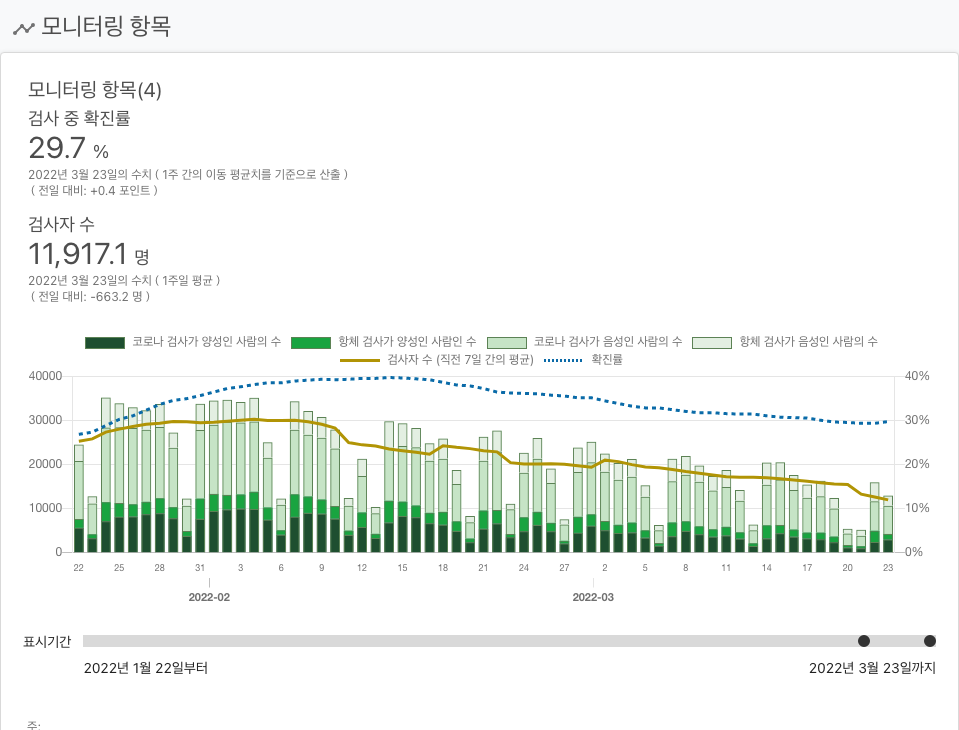 모니터링 항목
모니터링 항목(4)
검사 중 확진률
29.7 %
2022년 3월 23일의 수치 ( 1주 간의 이동 평균치를 기준으로 산출 )
( 전일 대비: +0.4 포인트 )
검사자 수
11,917.1 명
2022년 3월 23일의 수치 ( 1주일 평균 )
( 전일 대비: -663.2 명 )
코로나 검사가 양성인 사람의 수 항체 검사가 양성인 사람인 수 코로나 검사가 음성인 사람의 수 항체 검사가 음성인 사람의 수
검사자 수 (직전 7일 간의 평균) 확진률
40000 40%
30000 30%
20000 20%
10000 10%
0 0%
22 25 28 31 3 6 9 12 15 18 21 24 27 2 5 8 11 14 17 20 23
2022-02 2022-03
표시기간
2022년 1월 22일부터 2022년 3월 23일까지
주: